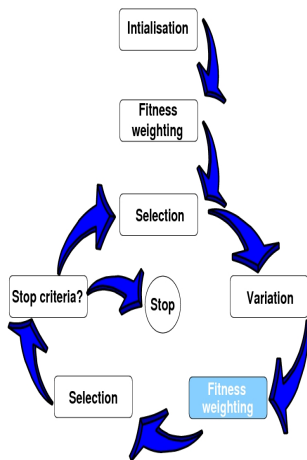 Intialisation
Fitness
weighting
Selection
Stop criteria?
Stop
Variation
Selection
Fitness
weighting